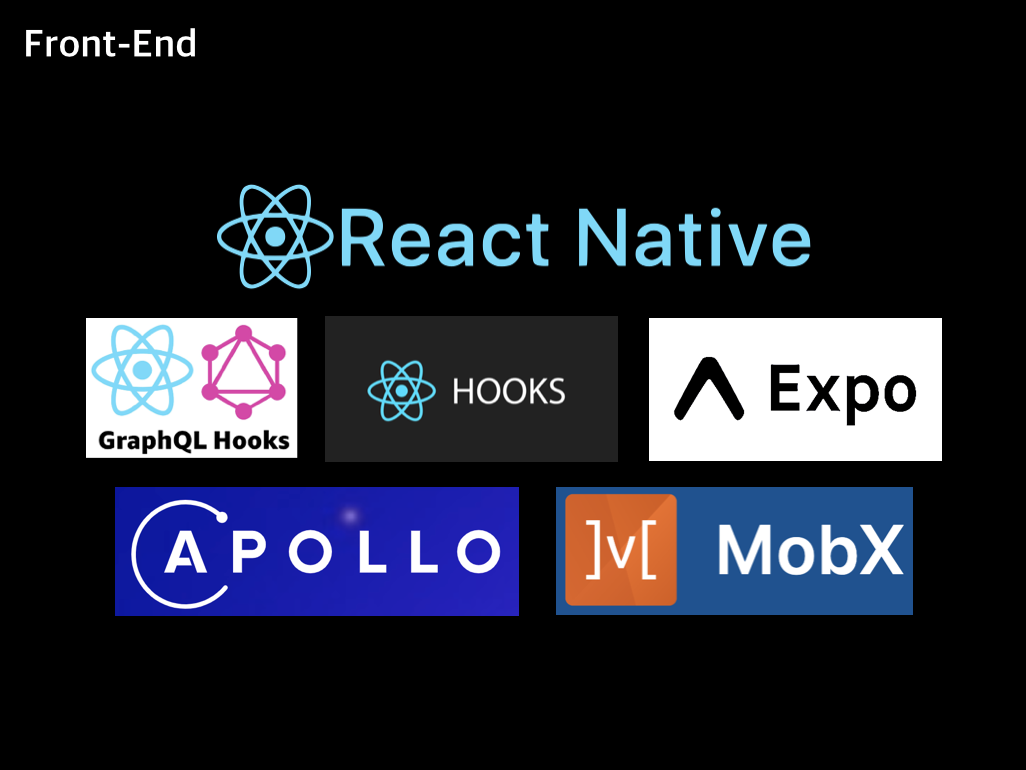 Front-End
React Native
GraphQL Hooks
HOOKS
Expo
APOLLO
]v[ MobX